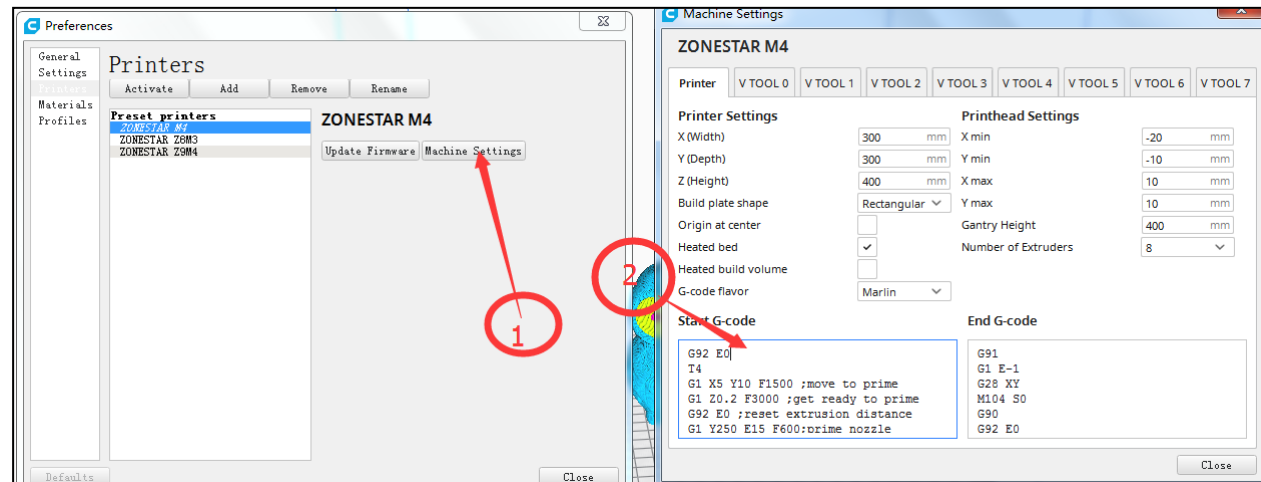 Preferences
General
Settings
Printers
Materials
Profiles
Printers
Activate Add Remove Rename
Preset printers
ZONESTAR M4
ZONESTAR Z8M3
ZONESTAR Z9M4
ZONESTAR M4
Update Firmware Machine Settings
1
Defaults
Close
Machine Settings
ZONESTAR M4
Printer V TOOL 0 V TOOL 1 V TOOL 2 V TOOL 3 V TOOL 4 V TOOL 5 V TOOL 6 V TOOL 7
Printer Settings
X (Width) 300 mm
Y (Depth) 300 mm
Z (Height) 400 mm
Build plate shape Rectangular
Origin at center
Heated bed
Heated build volume
G-code flavor Marlin
Printhead Settings
X min -20 mm
Y min -10 mm
X max 10 mm
Y max 10 mm
Gantry Height 400 mm
Number of Extruders 8
2
Start G-code
G92 E0
T4
G1 X5 Y10 F1500 ;move to prime
G1 Z0.2 F3000 ;get ready to prime
G92 E0 ;reset extrusion distance
G1 Y250 E15 F600;prime nozzle
End G-code
G91
G1 E-1
G28 XY
M104 S0
G90
G92 E0
Close